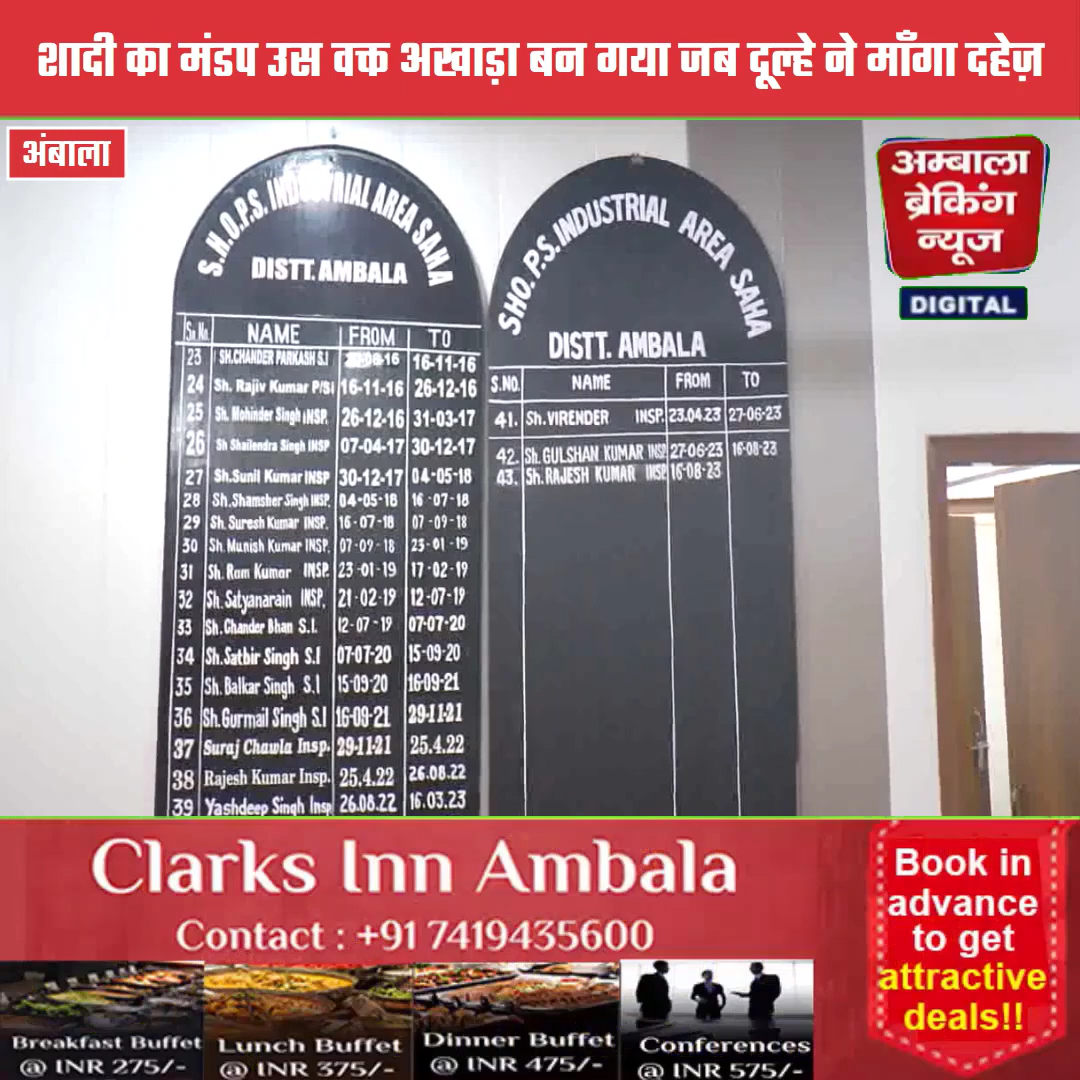 शादी का मंडप उस वक्त अखाड़ा बन गया जब दूल्हे ने माँगा दहेज़
अंबाला
अम्बाला
ब्रेकिंग
न्यूज
DIGITAL
S.H.O.P.S. INDUSTRIAL AREA SAHA
DISTT. AMBALA
Sn. No. NAME FROM TO
23 SH.CHANDER PARKASH S.I 16-11-16
24 Sh. Rajiv Kumar P/SI 16-11-16 26-12-16
25 Sh. Mohinder Singh INSP. 26-12-16 31-03-17
26 Sh Shailendra Singh INSP 07-04-17 30-12-17
27 Sh.Sunil Kumar INSP 30-12-17 04-05-18
28 Sh.Shamsher Singh INSP. 04-05-18 16-07-18
29 Sh. Suresh Kumar INSP. 16-07-18 07-09-18
30 Sh. Munish Kumar INSP. 07-09-18 23-01-19
31 Sh. Ram Kumar INSP. 23-01-19 17-02-19
32 Sh. Satyanarain INSP. 21-02-19 12-07-19
33 Sh.Chander Bhan S.I. 12-07-19 07-07-20
34 Sh.Satbir Singh S.I 07-07-20 15-09-20
35 Sh. Balkar Singh S.I 15-09-20 16-09-21
36 Sh.Gurmail Singh S.I 16-09-21 29-11-21
37 Suraj Chawla Insp. 29-11-21 25.4.22
38 Rajesh Kumar Insp. 25.4.22 26.08.22
39 Yashdeep Singh Insp 26.08.22 16.03.23
SHO.P.S.INDUSTRIAL AREA SAHA
DISTT. AMBALA
S.NO. NAME FROM TO
41. Sh.VIRENDER INSP. 23.04.23 27-06-23
42. Sh. GULSHAN KUMAR INSP 27-06-23 16-08-23
43. Sh. RAJESH KUMAR INSP. 16-08-23
Clarks Inn Ambala
Contact : +91 7419435600
Breakfast Buffet
@ INR 275/-
Lunch Buffet
@ INR 375/-
Dinner Buffet
@ INR 475/-
Conferences
@ INR 575/-
Book in
advance
to get
attractive
deals!!